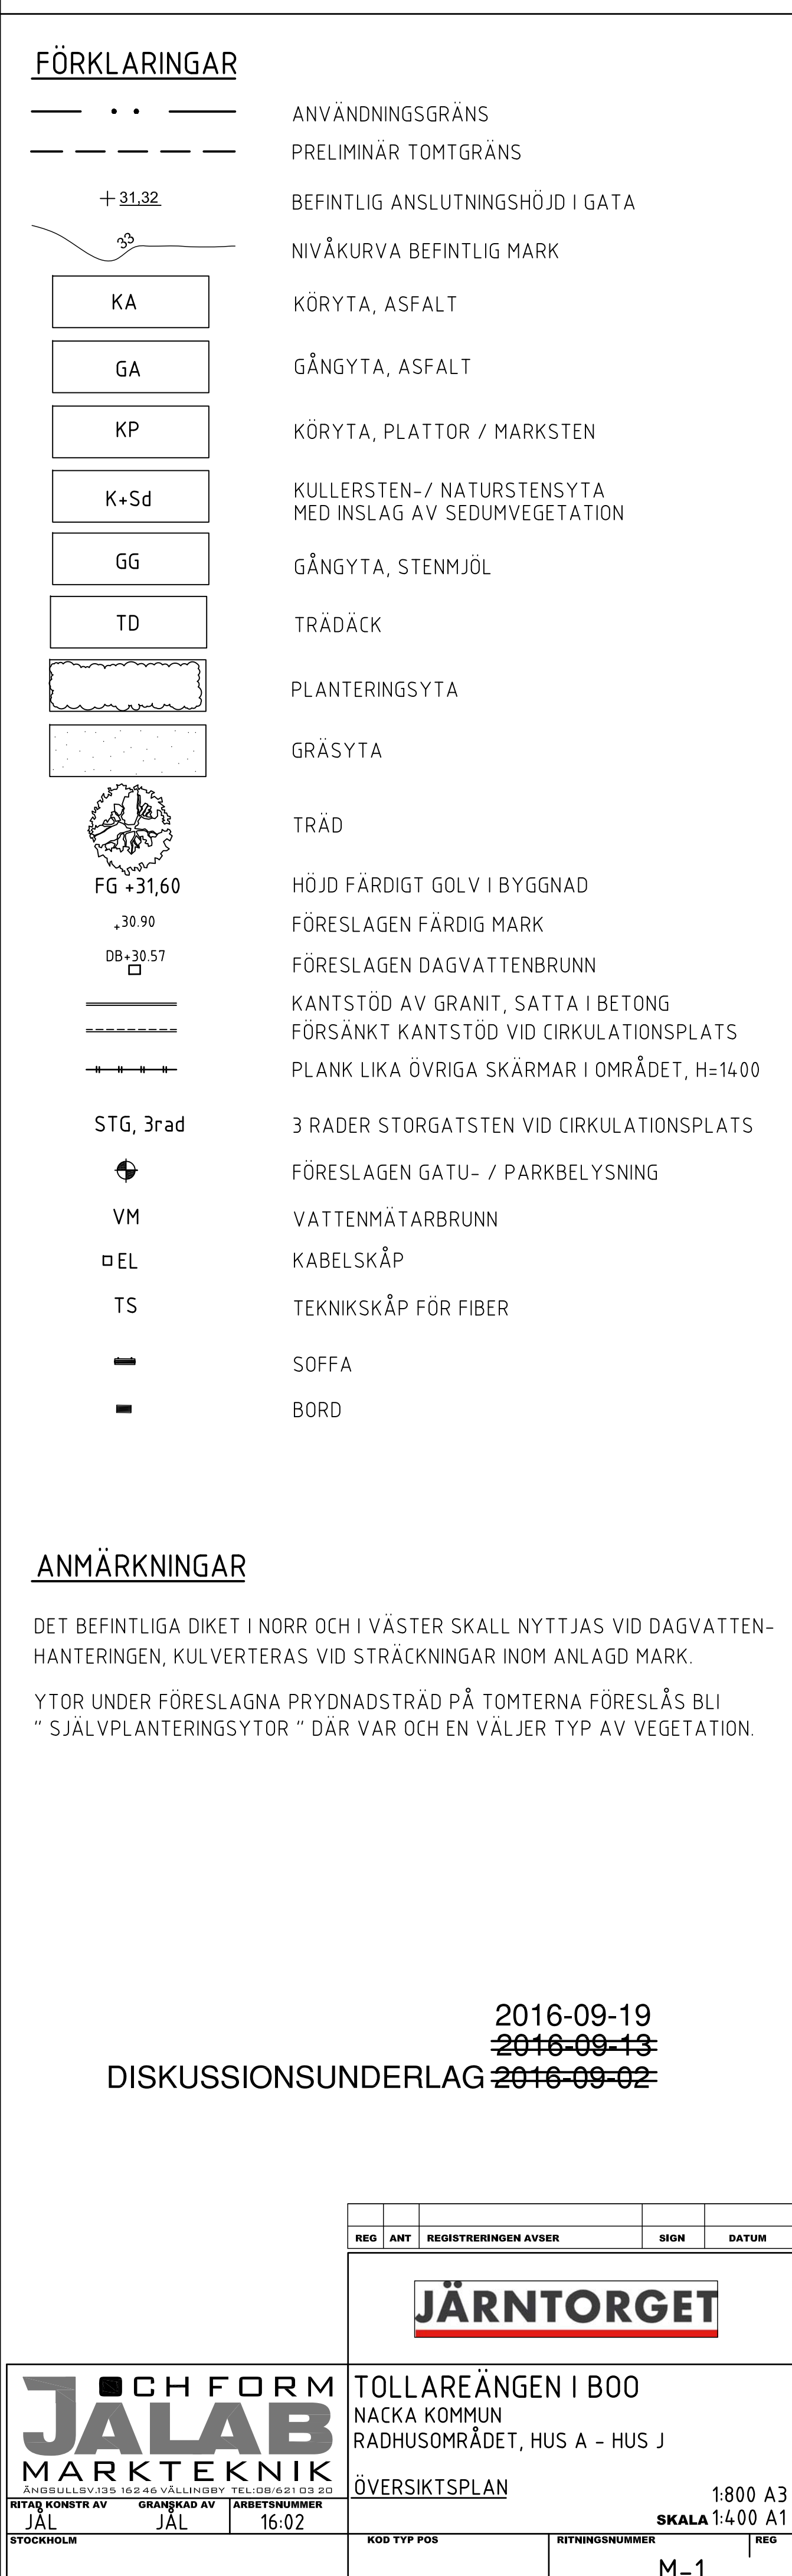 FÖRKLARINGAR
ANVÄNDNINGSGRÄNS
PRELIMINÄR TOMTGRÄNS
+ 31,32 BEFINTLIG ANSLUTNINGSHÖJD I GATA
33 NIVÅKURVA BEFINTLIG MARK
KA KÖRYTA, ASFALT
GA GÅNGYTA, ASFALT
KP KÖRYTA, PLATTOR / MARKSTEN
K+Sd KULLERSTEN-/ NATURSTENSYTA
MED INSLAG AV SEDUMVEGETATION
GG GÅNGYTA, STENMJÖL
TD TRÄDÄCK
PLANTERINGSYTA
GRÄSYTA
TRÄD
FG +31,60 HÖJD FÄRDIGT GOLV I BYGGNAD
+30.90 FÖRESLAGEN FÄRDIG MARK
DB+30.57 FÖRESLAGEN DAGVATTENBRUNN
KANTSTÖD AV GRANIT, SATTA I BETONG
FÖRSÄNKT KANTSTÖD VID CIRKULATIONSPLATS
PLANK LIKA ÖVRIGA SKÄRMAR I OMRÅDET, H=1400
STG, 3rad 3 RADER STORGATSTEN VID CIRKULATIONSPLATS
FÖRESLAGEN GATU- / PARKBELYSNING
VM VATTENMÄTARBRUNN
EL KABELSKÅP
TS TEKNIKSKÅP FÖR FIBER
SOFFA
BORD
ANMÄRKNINGAR
DET BEFINTLIGA DIKET I NORR OCH I VÄSTER SKALL NYTTJAS VID DAGVATTEN-
HANTERINGEN, KULVERTERAS VID STRÄCKNINGAR INOM ANLAGD MARK.
YTOR UNDER FÖRESLAGNA PRYDNADSTRÄD PÅ TOMTERNA FÖRESLÅS BLI
" SJÄLVPLANTERINGSYTOR " DÄR VAR OCH EN VÄLJER TYP AV VEGETATION.
2016-09-19
2016-09-13
DISKUSSIONSUNDERLAG 2016-09-02
REG ANT REGISTRERINGEN AVSER SIGN DATUM
JÄRNTORGET
OCH FORM
JALAB
MARKTEKNIK
ÄNGSULLSV.135 162 46 VÄLLINGBY TEL:08/621 03 20
TOLLAREÄNGEN I BOO
NACKA KOMMUN
RADHUSOMRÅDET, HUS A - HUS J
ÖVERSIKTSPLAN
1:800 A3
SKALA 1:400 A1
RITAD KONSTR AV GRANSKAD AV ARBETSNUMMER
JÅL JÅL 16:02
STOCKHOLM
KOD TYP POS RITNINGSNUMMER REG
M-1